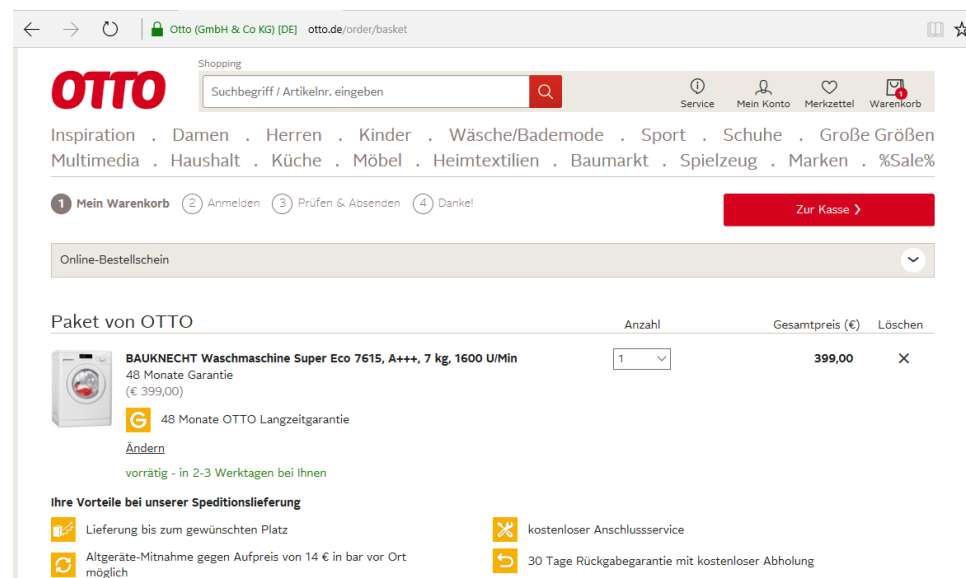 Otto (GmbH & Co KG) [DE] otto.de/order/basket
Shopping
OTTO
Suchbegriff / Artikelnr. eingeben
Service Mein Konto Merkzettel Warenkorb
1
Inspiration . Damen . Herren . Kinder . Wäsche/Bademode . Sport . Schuhe . Große Größen
Multimedia . Haushalt . Küche . Möbel . Heimtextilien . Baumarkt . Spielzeug . Marken . %Sale%
1 Mein Warenkorb 2 Anmelden 3 Prüfen & Absenden 4 Danke!
Zur Kasse
Online-Bestellschein
Paket von OTTO Anzahl Gesamtpreis (€) Löschen
BAUKNECHT Waschmaschine Super Eco 7615, A+++, 7 kg, 1600 U/Min 1 399,00
48 Monate Garantie
(€ 399,00)
G 48 Monate OTTO Langzeitgarantie
Ändern
vorrätig - in 2-3 Werktagen bei Ihnen
Ihre Vorteile bei unserer Speditionslieferung
Lieferung bis zum gewünschten Platz
kostenloser Anschlussservice
Altgeräte-Mitnahme gegen Aufpreis von 14 € in bar vor Ort
möglich
30 Tage Rückgabegarantie mit kostenloser Abholung